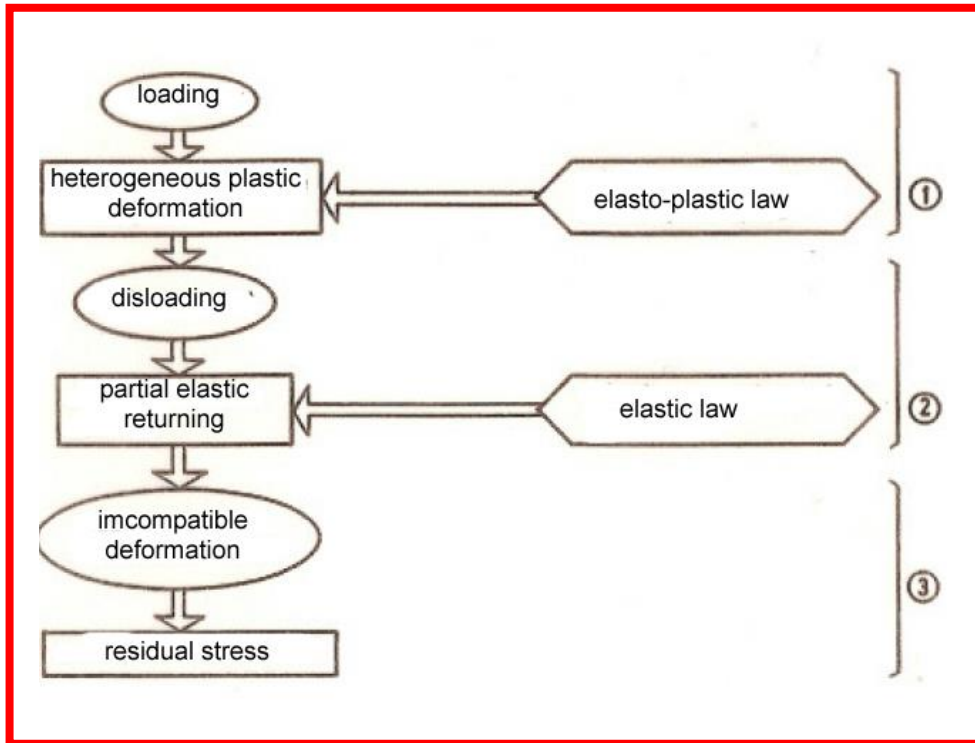 loading
heterogeneous plastic
deformation
elasto-plastic law
①
disloading
partial elastic
returning
elastic law
②
imcompatible
deformation
③
residual stress